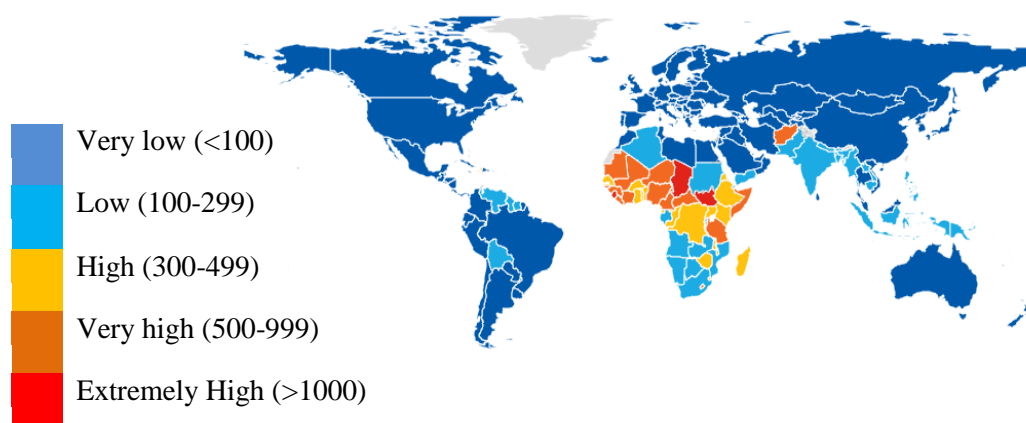 Very low (<100)
Low (100-299)
High (300-499)
Very high (500-999)
Extremely High (>1000)